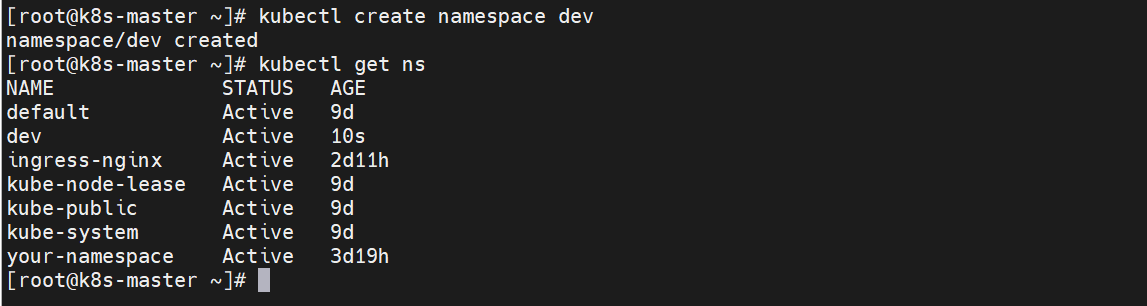 [root@k8s-master ~]# kubectl create namespace dev
namespace/dev created
[root@k8s-master ~]# kubectl get ns
NAME              STATUS   AGE
default           Active   9d
dev               Active   10s
ingress-nginx     Active   2d11h
kube-node-lease   Active   9d
kube-public       Active   9d
kube-system       Active   9d
your-namespace    Active   3d19h
[root@k8s-master ~]#